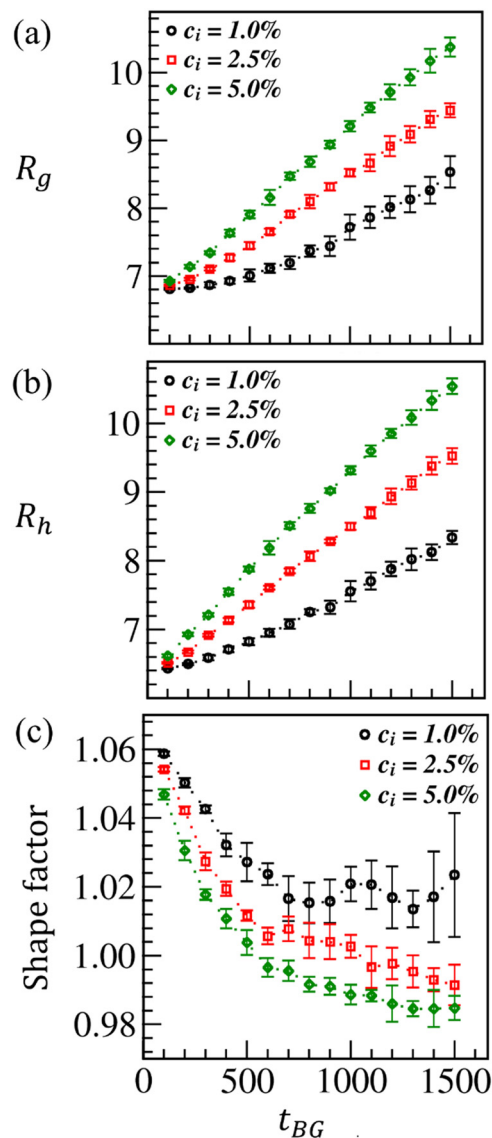 (a)
c_i = 1.0%
c_i = 2.5%
c_i = 5.0%
10
9
8
7
R_g
(b)
c_i = 1.0%
c_i = 2.5%
c_i = 5.0%
10
9
8
7
R_h
(c)
c_i = 1.0%
c_i = 2.5%
c_i = 5.0%
1.06
1.04
1.02
1.00
0.98
Shape factor
0 500 1000 1500
t_BG